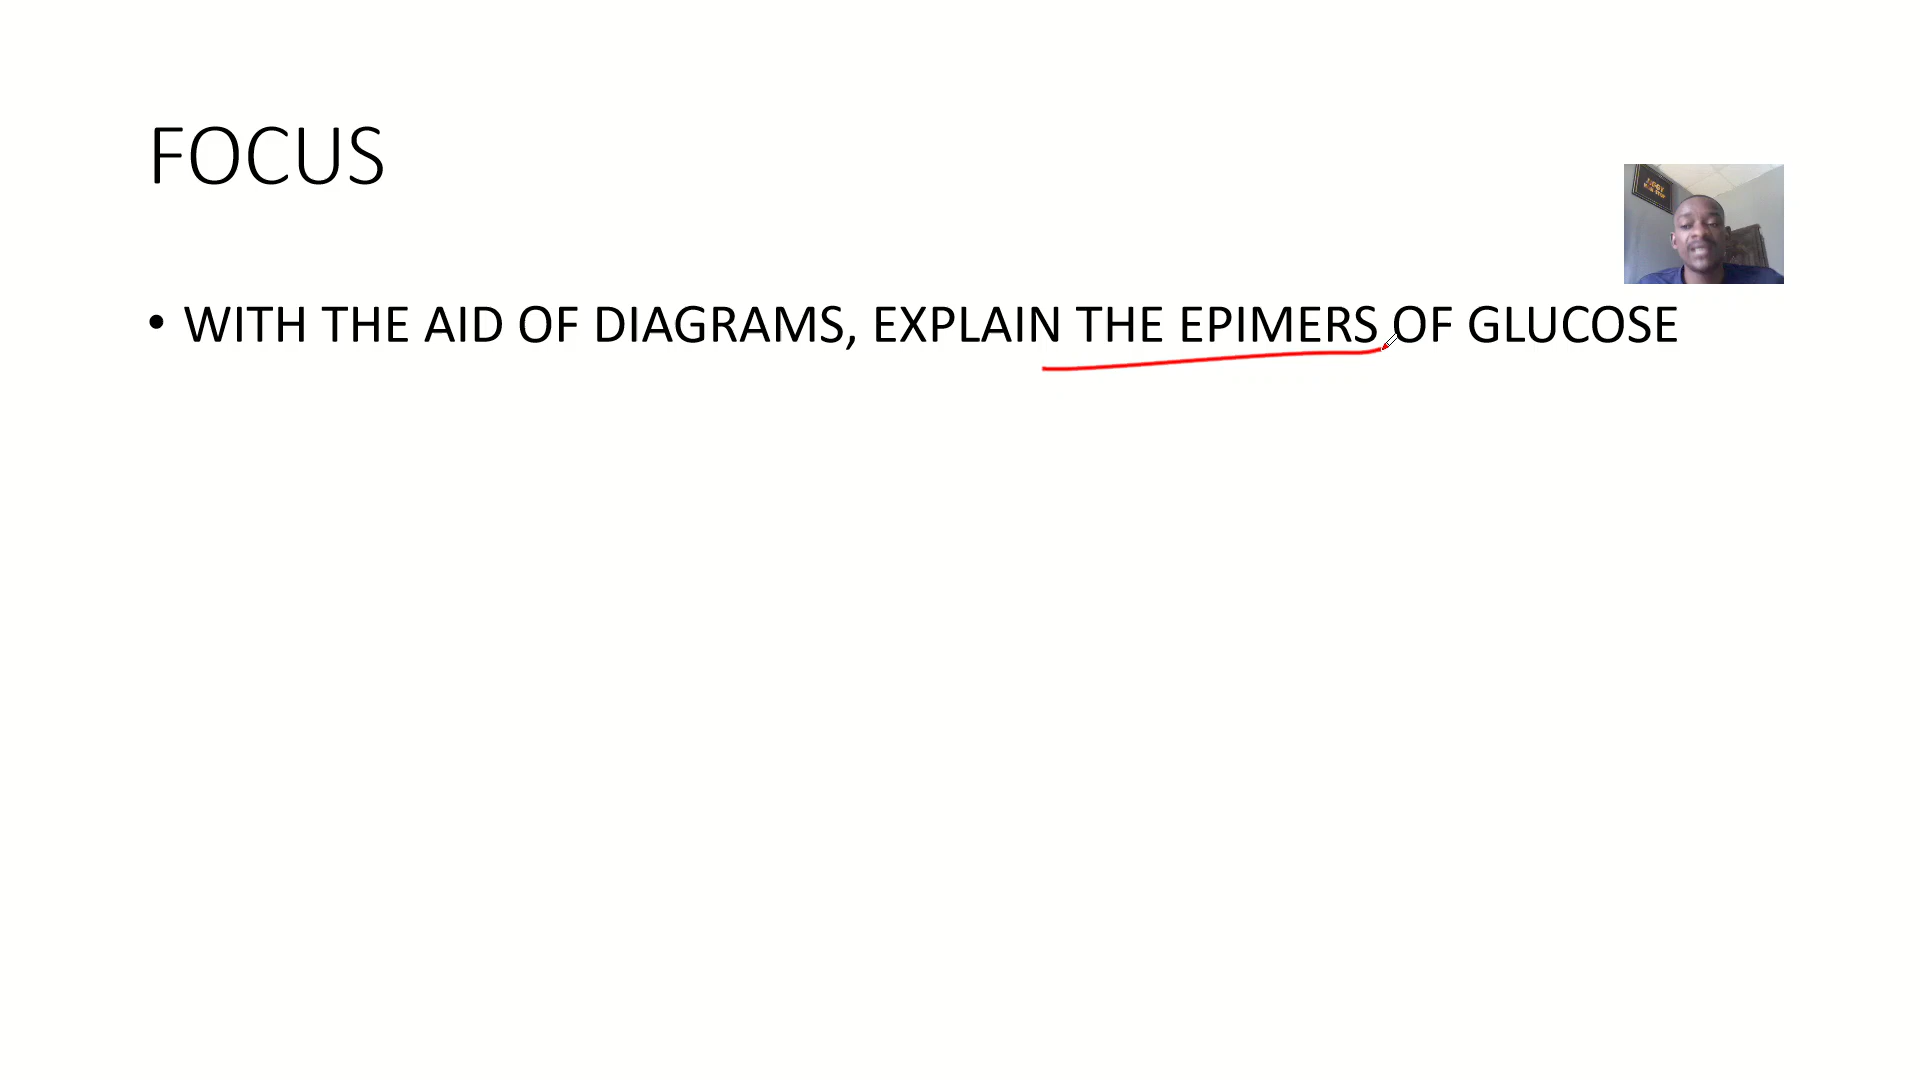 FOCUS
• WITH THE AID OF DIAGRAMS, EXPLAIN THE EPIMERS OF GLUCOSE